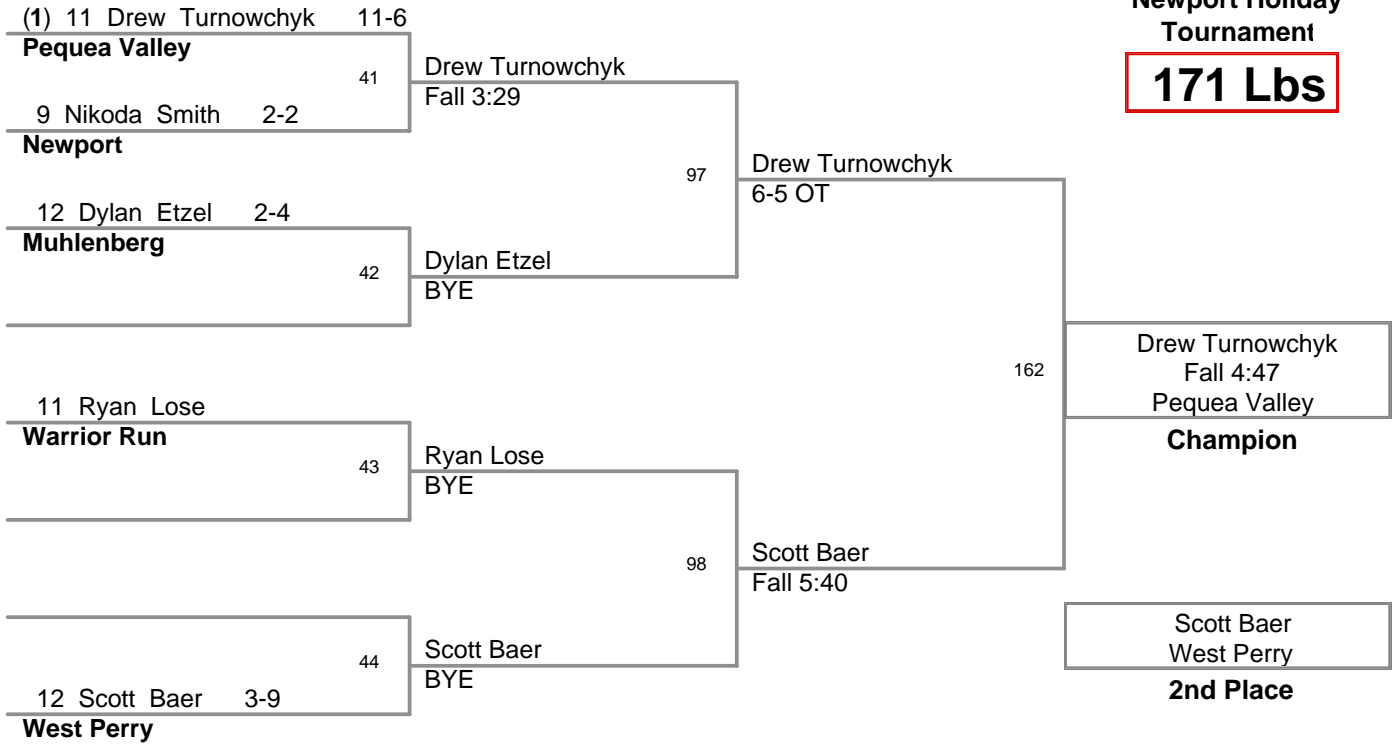 Newport Holiday
Tournament
171 Lbs
(1) 11 Drew Turnowchyk 11-6
Pequea Valley
41
9 Nikoda Smith 2-2
Newport
Drew Turnowchyk
Fall 3:29
12 Dylan Etzel 2-4
Muhlenberg
42
Dylan Etzel
BYE
97
Drew Turnowchyk
6-5 OT
11 Ryan Lose
Warrior Run
43
Ryan Lose
BYE
44
12 Scott Baer 3-9
West Perry
Scott Baer
BYE
98
Scott Baer
Fall 5:40
162
Drew Turnowchyk
Fall 4:47
Pequea Valley
Champion
Scott Baer
West Perry
2nd Place